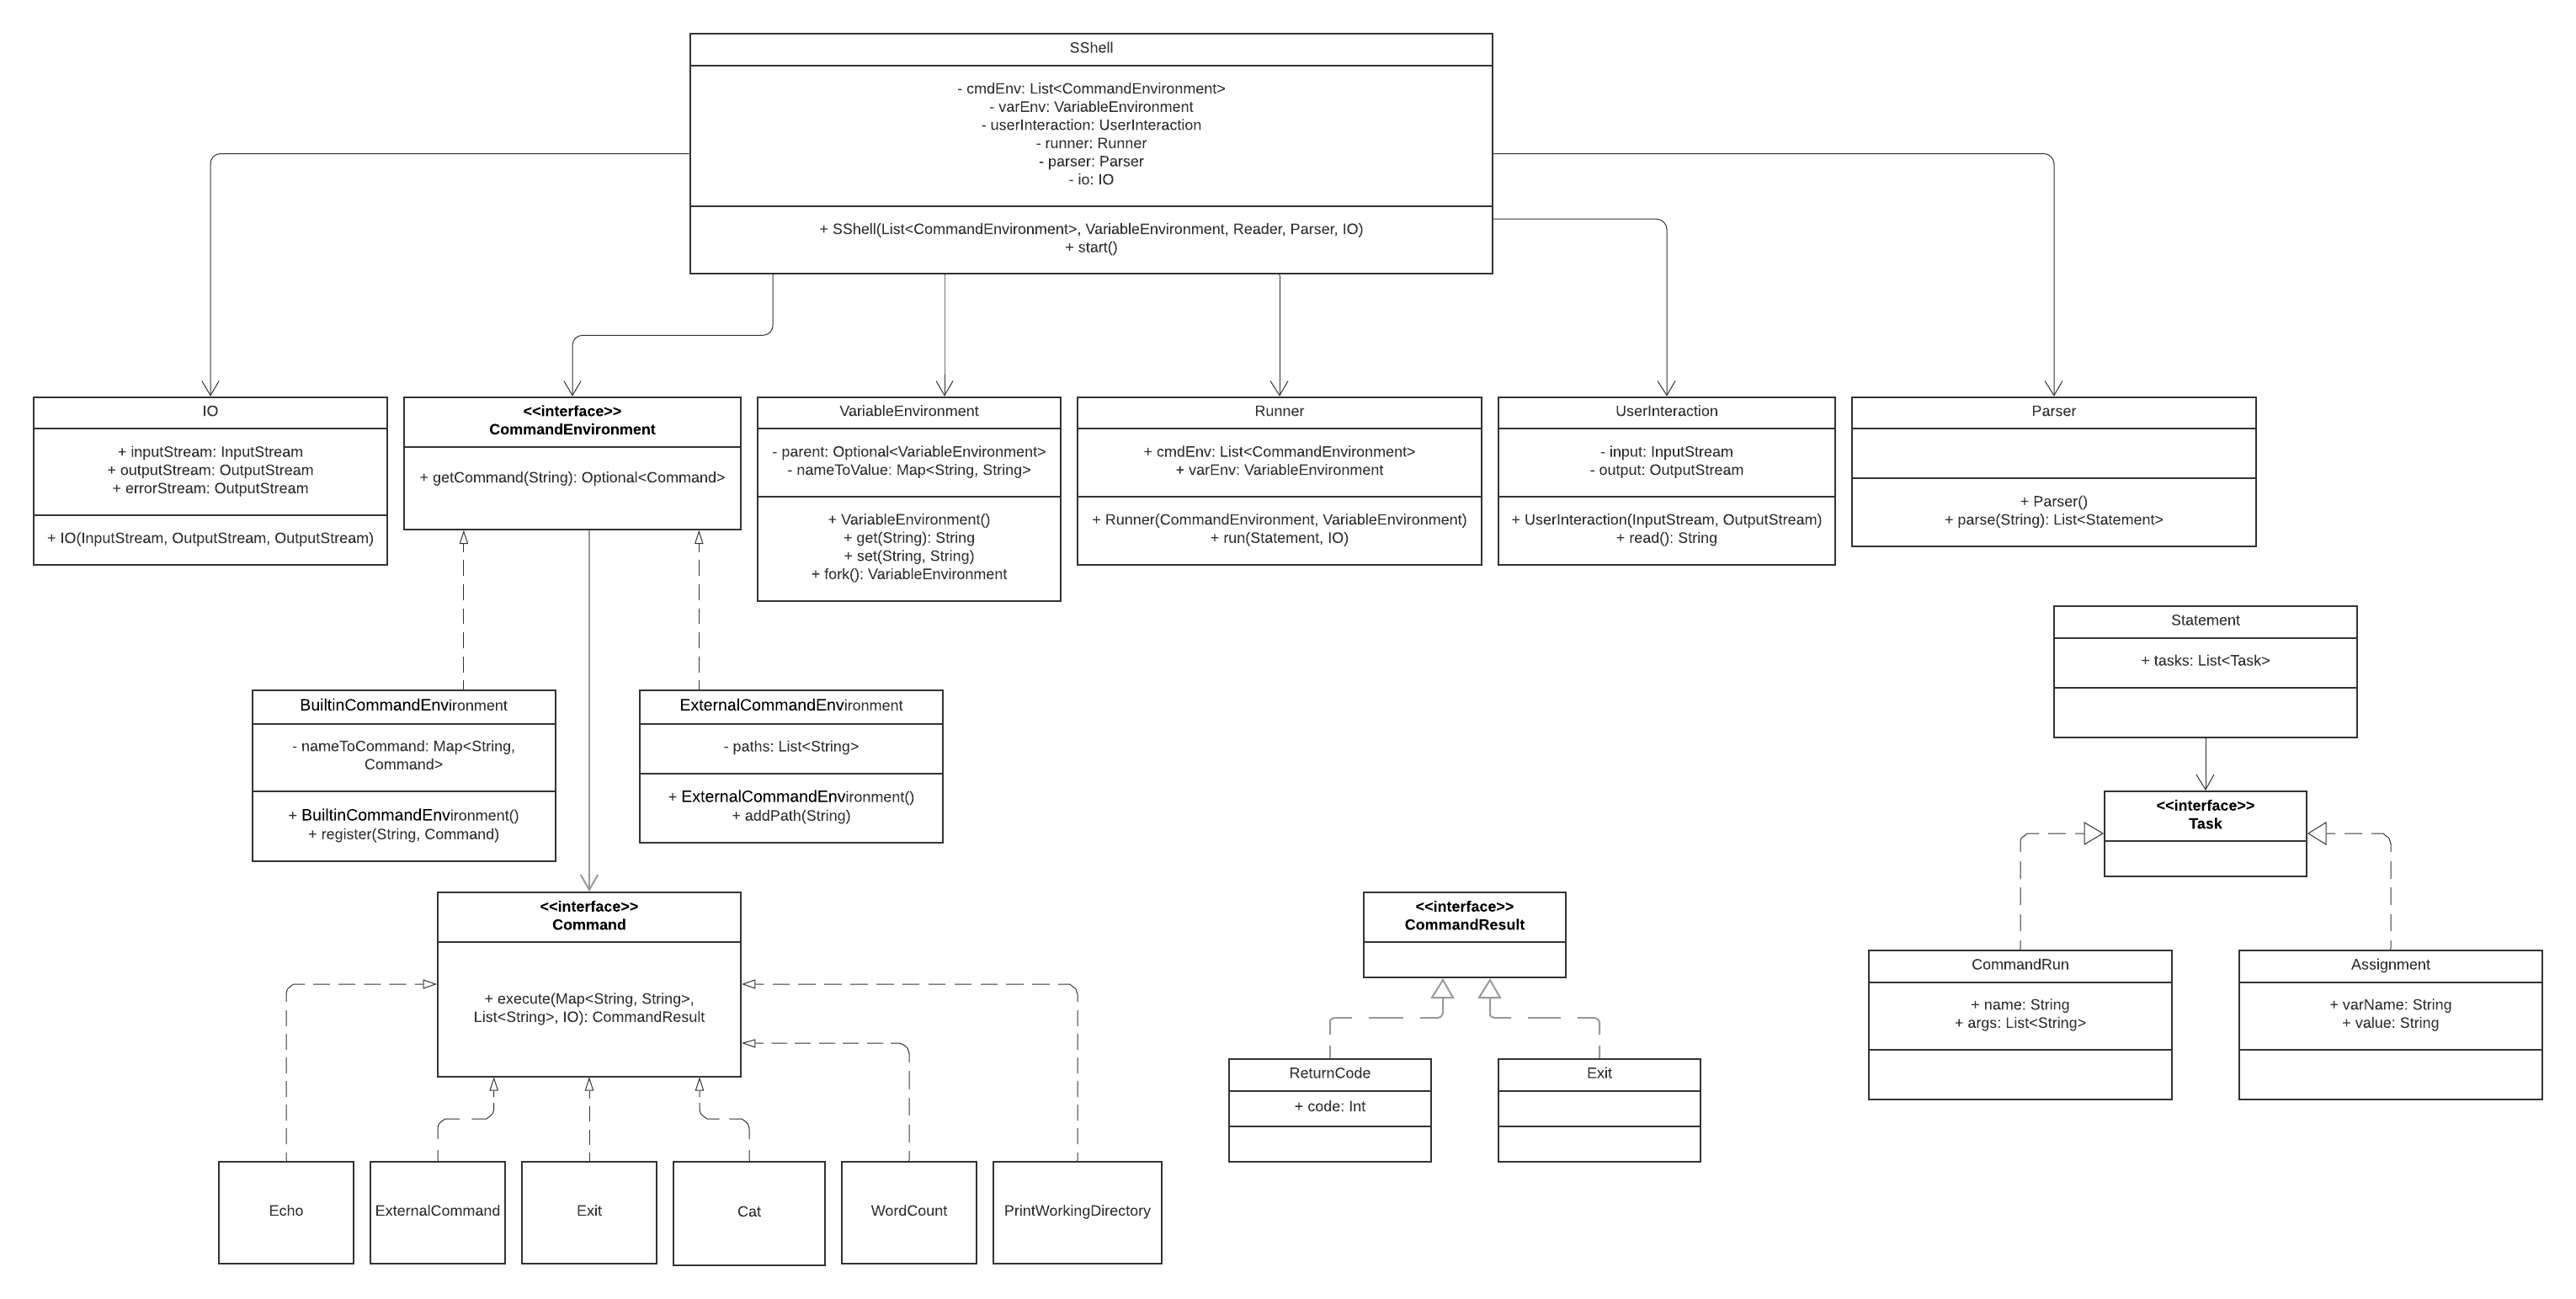 SShell
- cmdEnv: List<CommandEnvironment>
- varEnv: VariableEnvironment
- userInteraction: UserInteraction
- runner: Runner
- parser: Parser
- io: IO
+ SShell(List<CommandEnvironment>, VariableEnvironment, Reader, Parser, IO)
+ start()
IO
+ inputStream: InputStream
+ outputStream: OutputStream
+ errorStream: OutputStream
+ IO(InputStream, OutputStream, OutputStream)
<<interface>>
CommandEnvironment
+ getCommand(String): Optional<Command>
VariableEnvironment
- parent: Optional<VariableEnvironment>
- nameToValue: Map<String, String>
+ VariableEnvironment()
+ get(String): String
+ set(String, String)
+ fork(): VariableEnvironment
Runner
+ cmdEnv: List<CommandEnvironment>
+ varEnv: VariableEnvironment
+ Runner(CommandEnvironment, VariableEnvironment)
+ run(Statement, IO)
UserInteraction
- input: InputStream
- output: OutputStream
+ UserInteraction(InputStream, OutputStream)
+ read(): String
Parser
+ Parser()
+ parse(String): List<Statement>
Statement
+ tasks: List<Task>
BuiltinCommandEnvironment
- nameToCommand: Map<String,
Command>
+ BuiltinCommandEnvironment()
+ register(String, Command)
ExternalCommandEnvironment
- paths: List<String>
+ ExternalCommandEnvironment()
+ addPath(String)
<<interface>>
Task
<<interface>>
Command
+ execute(Map<String, String>,
List<String>, IO): CommandResult
<<interface>>
CommandResult
CommandRun
+ name: String
+ args: List<String>
Assignment
+ varName: String
+ value: String
ReturnCode
+ code: Int
Exit
Echo
ExternalCommand
Exit
Cat
WordCount
PrintWorkingDirectory